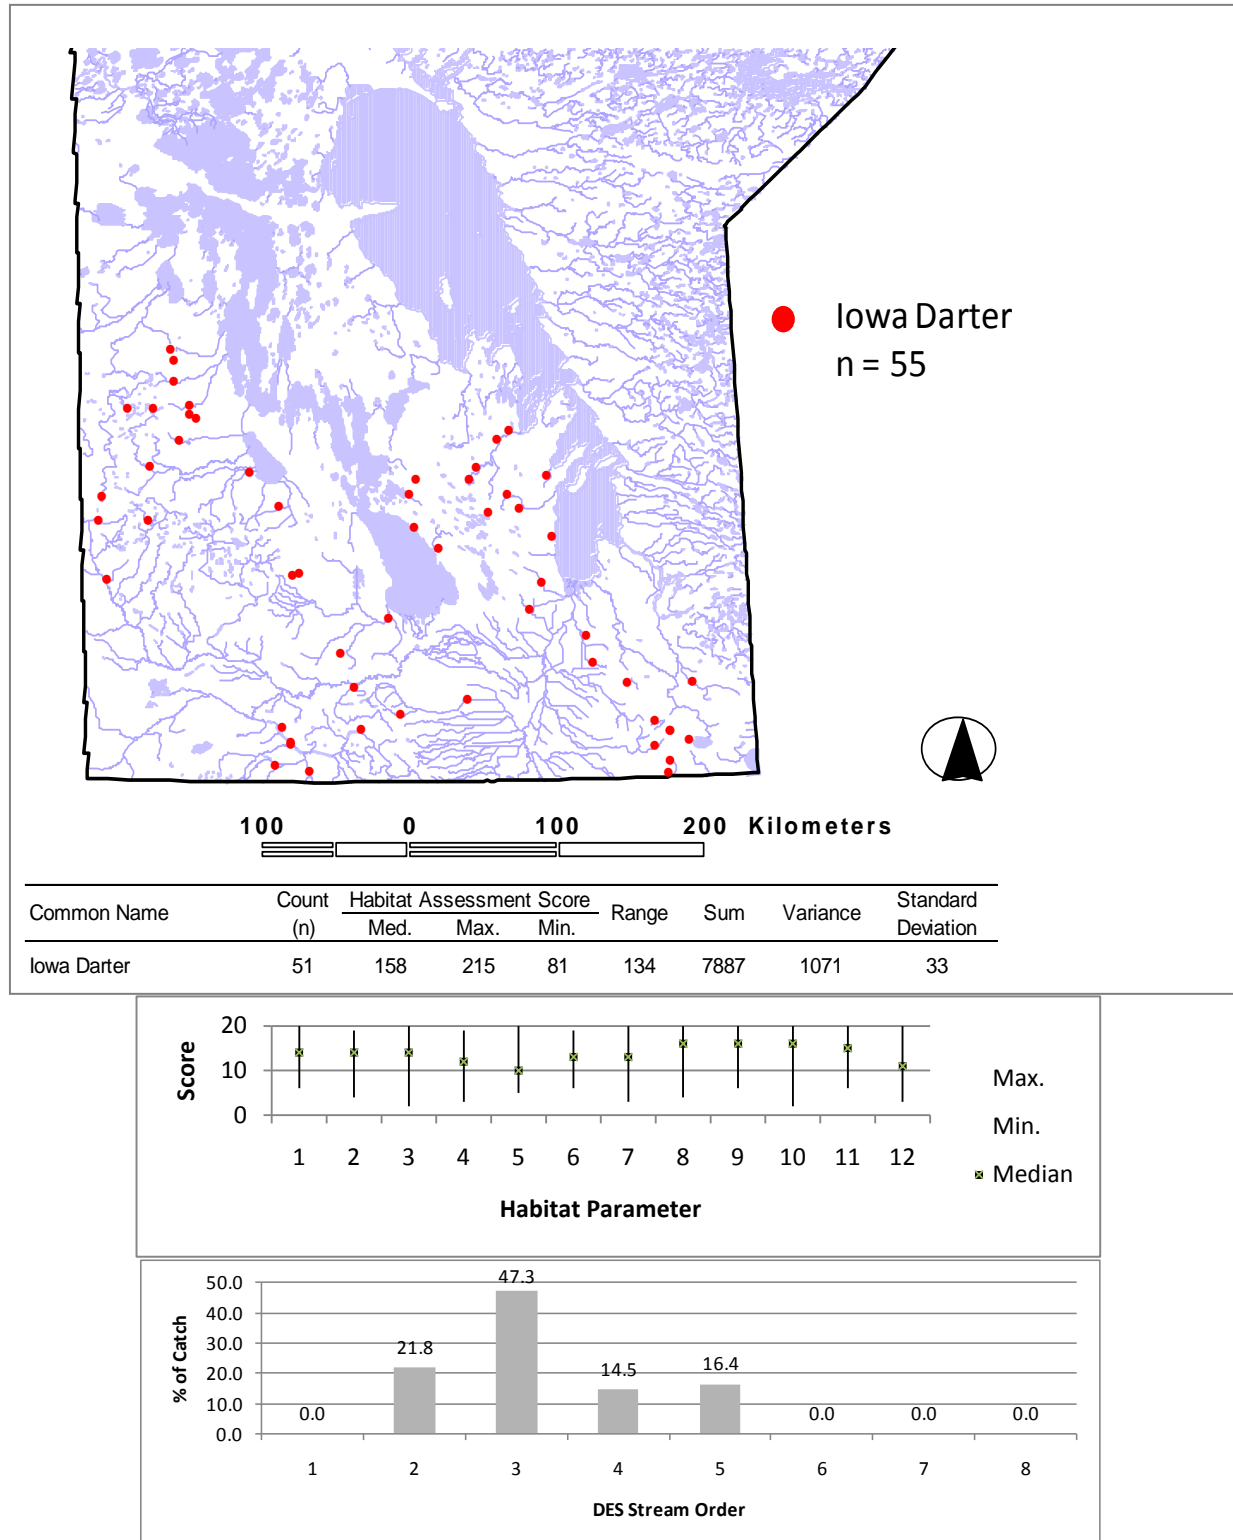 Iowa Darter
n = 55
100 0 100 200 Kilometers
Common Name Count (n) Habitat Assessment Score Range Sum Variance Standard Deviation
Med. Max. Min.
Iowa Darter 51 158 215 81 134 7887 1071 33
Score
20
10
0
1 2 3 4 5 6 7 8 9 10 11 12
Habitat Parameter
Max.
Min.
Median
% of Catch
50.0
40.0
30.0
20.0
10.0
0.0
0.0 21.8 47.3 14.5 16.4 0.0 0.0 0.0
1 2 3 4 5 6 7 8
DES Stream Order